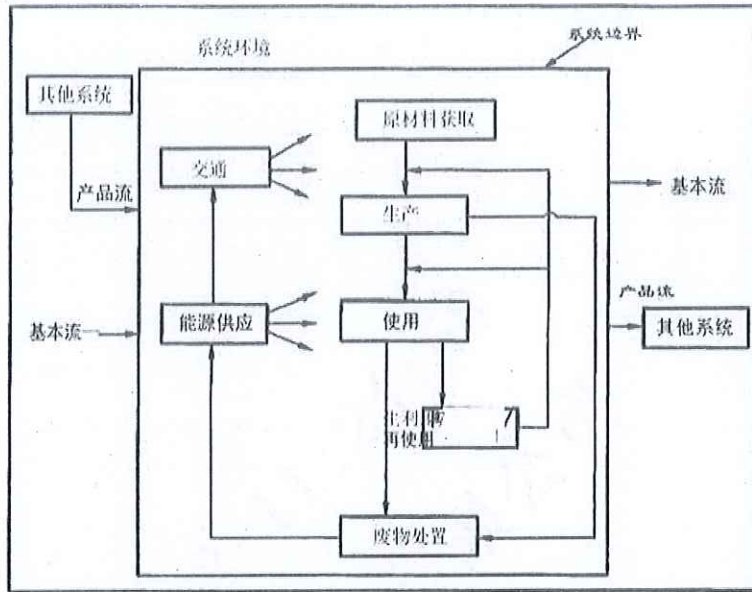 系统环境
系统边界
其他系统
原材料获取
交通
产品流
基本流
生产
产品流
能源供应
使用
基本流
其他系统
再使用
废物处置